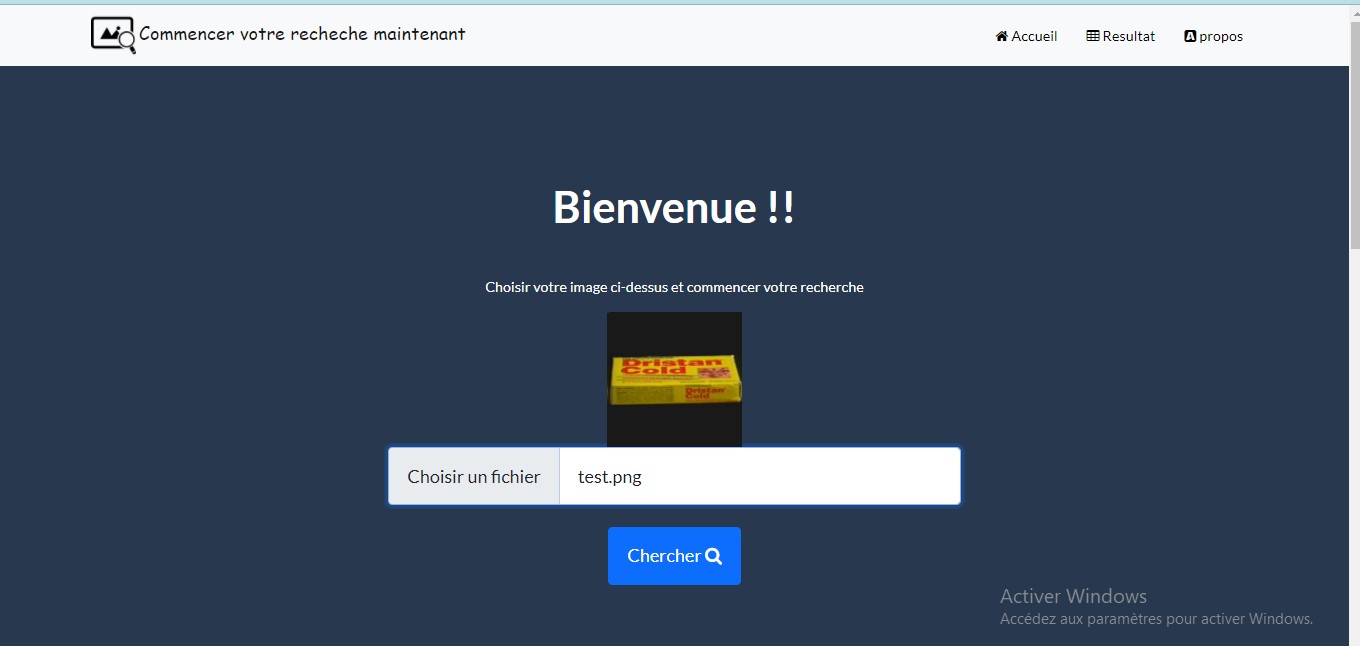 Commencer votre recheche maintenant
Accueil
Resultat
A propos
Bienvenue !!
Choisir votre image ci-dessus et commencer votre recherche
Dristan
Cold
Dristan
Cold
Choisir un fichier
test.png
Chercher
Activer Windows
Accédez aux paramètres pour activer Windows.